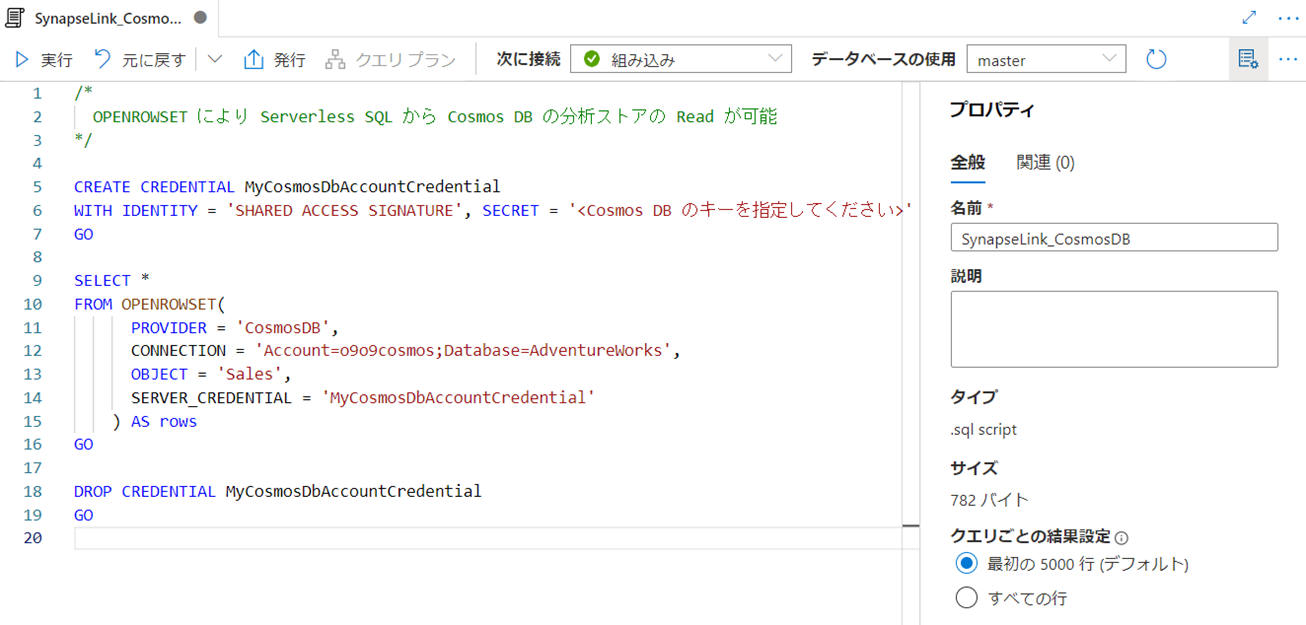 SynapseLink_Cosmo...
実行 元に戻す 発行 クエリ プラン 次に接続 組み込み データベースの使用 master
1 /*
2 OPENROWSET により Serverless SQL から Cosmos DB の分析ストアの Read が可能
3 */
4
5 CREATE CREDENTIAL MyCosmosDbAccountCredential
6 WITH IDENTITY = 'SHARED ACCESS SIGNATURE', SECRET = '<Cosmos DB のキーを指定してください>'
7 GO
8
9 SELECT *
10 FROM OPENROWSET(
11 PROVIDER = 'CosmosDB',
12 CONNECTION = 'Account=o9o9cosmos;Database=AdventureWorks',
13 OBJECT = 'Sales',
14 SERVER_CREDENTIAL = 'MyCosmosDbAccountCredential'
15 ) AS rows
16 GO
17
18 DROP CREDENTIAL MyCosmosDbAccountCredential
19 GO
20
プロパティ
全般 関連 (0)
名前 *
SynapseLink_CosmosDB
説明
タイプ
.sql script
サイズ
782 バイト
クエリごとの結果設定
最初の 5000 行 (デフォルト)
すべての行